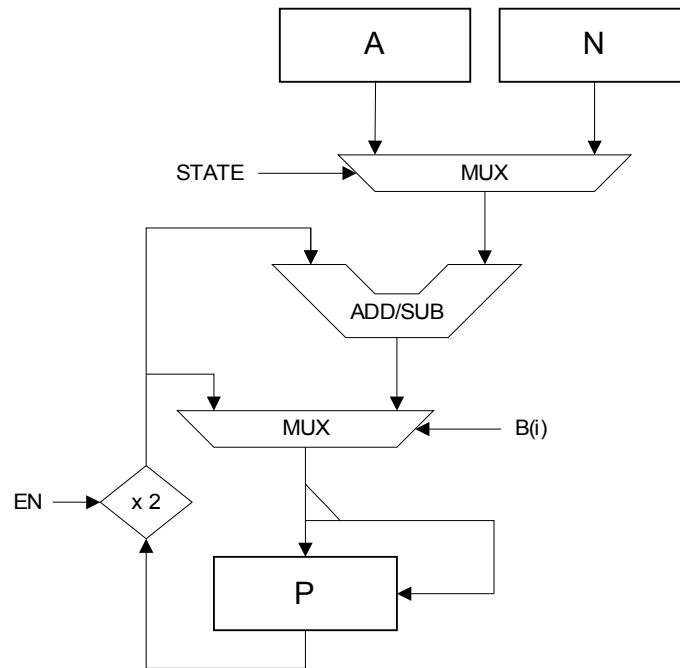 A
N
STATE
MUX
ADD/SUB
MUX
B(i)
EN
x 2
P